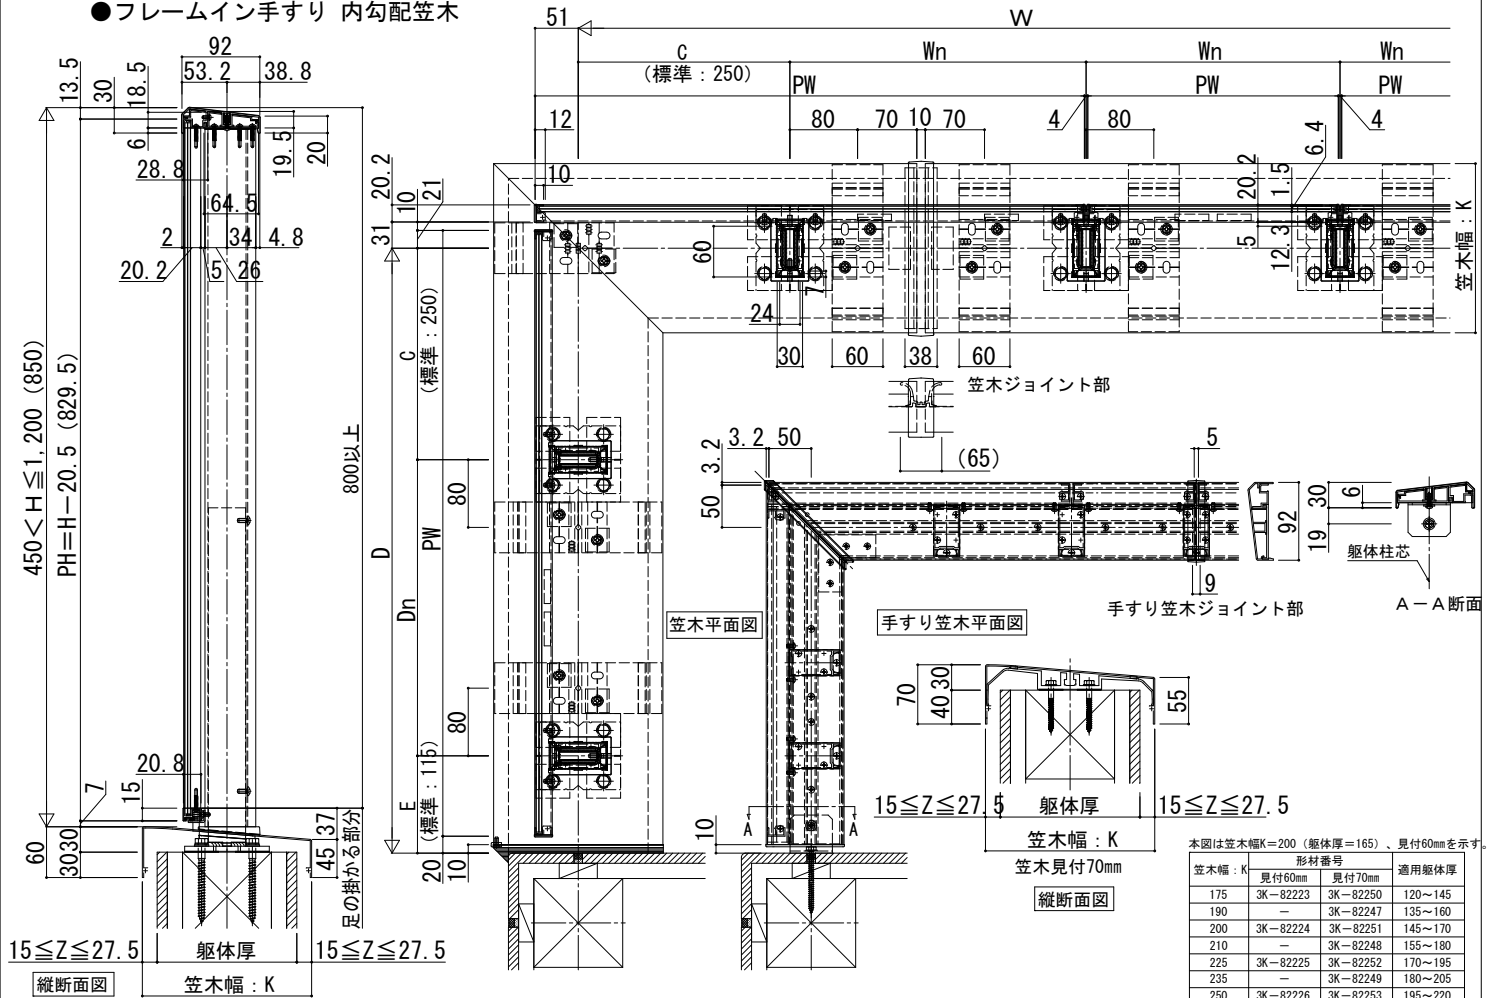 ●フレームイン手すり 内勾配笠木
92
53.2
38.8
13.5
30
18.5
6
28.8
64.5
19.5
20
2
34
4.8
20.2
5
26
450＜H≦1,200 (850)
PH＝H－20.5 (829.5)
800以上
20.8
7
15
60
30
30
37
45
足の掛かる部分
15≦Z≦27.5
躯体厚
15≦Z≦27.5
笠木幅：K
縦断面図
51
W
C
(標準：250)
Wn
Wn
Wn
PW
PW
PW
12
80
70
10
70
4
80
4
6.4
20.2
10
10
21
31
60
7
24
30
60
38
60
20.2
1.5
5
12.3
笠木幅：K
笠木ジョイント部
(65)
C
(標準：250)
D
PW
Dn
80
80
E
(標準：115)
20
10
3.2
50
3.2
50
5
92
9
手すり笠木ジョイント部
30
6
19
躯体柱芯
A－A断面
笠木平面図
手すり笠木平面図
A
A
10
70
30
40
55
15≦Z≦27.5
躯体厚
15≦Z≦27.5
笠木幅：K
笠木見付70mm
縦断面図
本図は笠木幅K=200（躯体厚=165）、見付60mmを示す。
笠木幅：K 形材番号 適用躯体厚
見付60mm 見付70mm
175 3K－82223 3K－82250 120～145
190 － 3K－82247 135～160
200 3K－82224 3K－82251 145～170
210 － 3K－82248 155～180
225 3K－82225 3K－82252 170～195
235 － 3K－82249 180～205
250 3K－82226 3K－82253 195～220